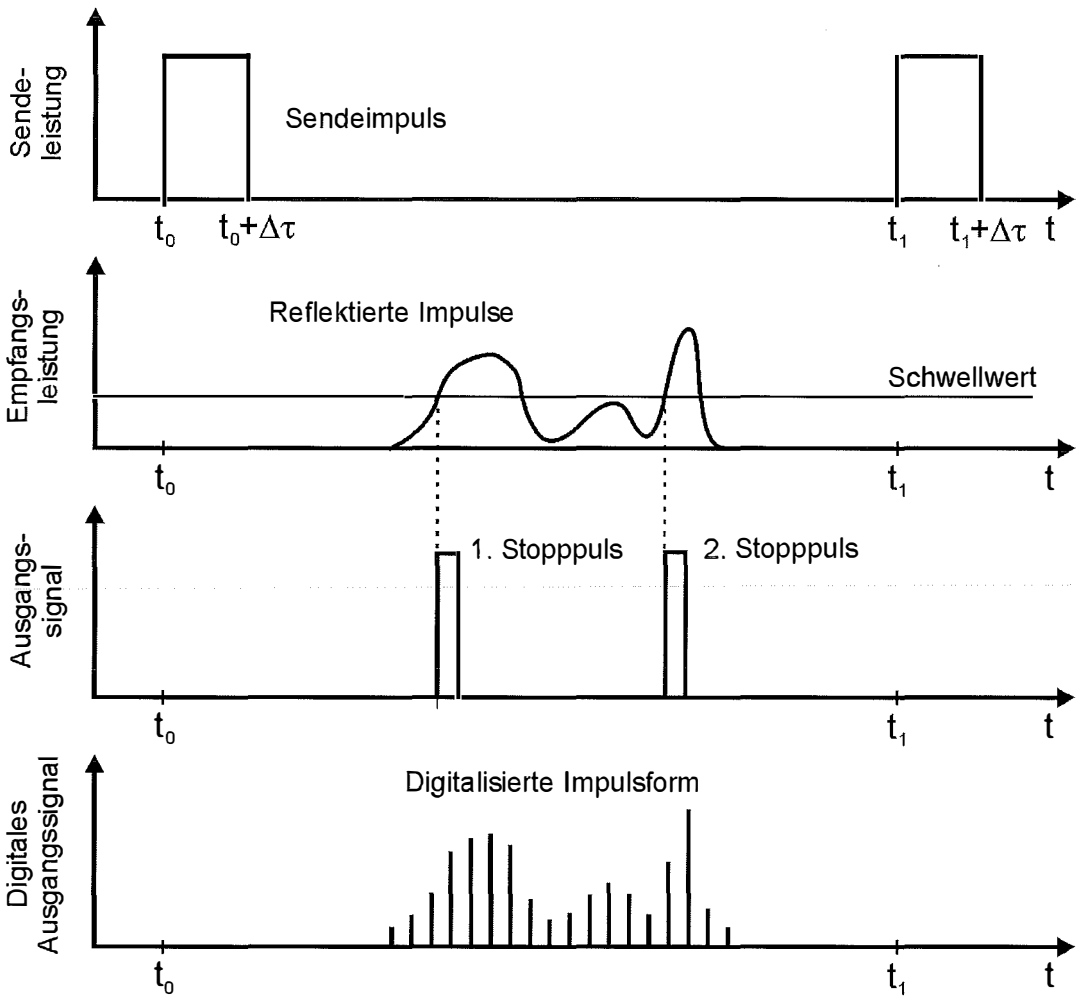 Sende-
leistung
Sendeimpuls
t₀
t₀+Δτ
t₁
t₁+Δτ
t
Empfangs-
leistung
Reflektierte Impulse
Schwellwert
t₀
t₁
t
Ausgangs-
signal
1. Stopppuls
2. Stopppuls
t₀
t₁
t
Digitales
Ausgangssignal
Digitalisierte Impulsform
t₀
t₁
t